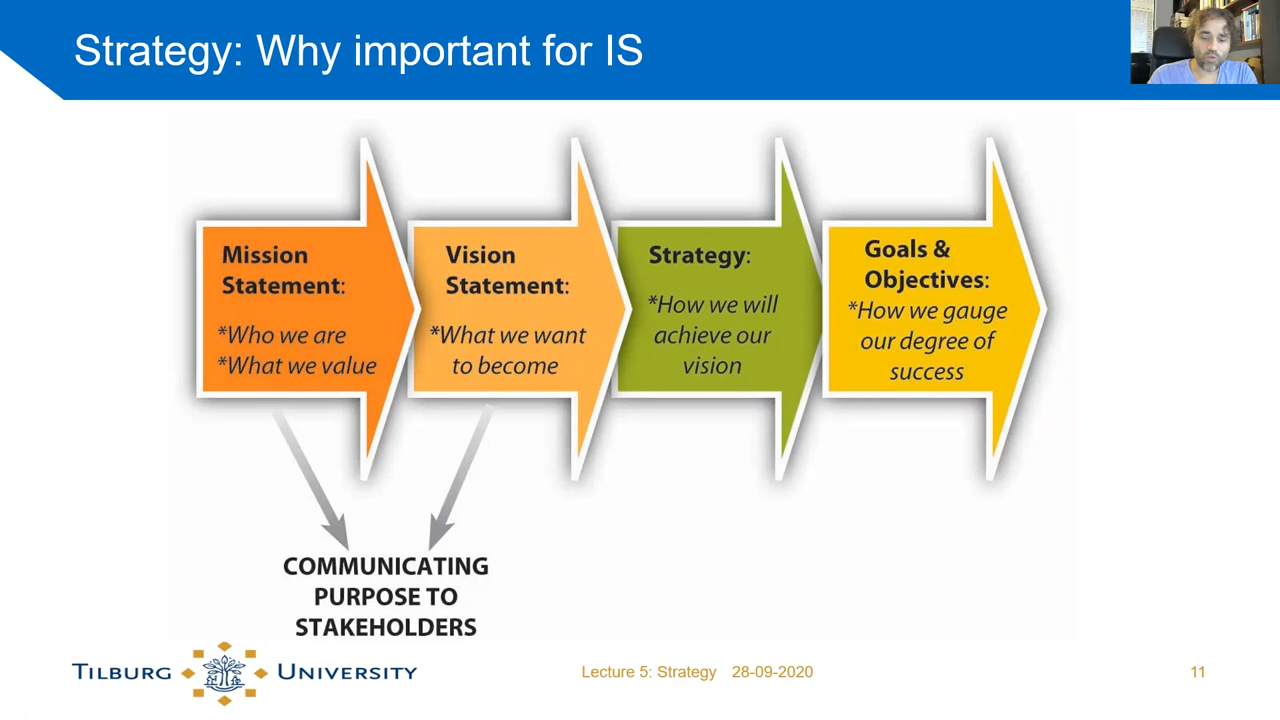 Strategy: Why important for IS
Mission
Statement:
*Who we are
*What we value
Vision
Statement:
*What we want
to become
Strategy:
*How we will
achieve our
vision
Goals &
Objectives:
*How we gauge
our degree of
success
COMMUNICATING
PURPOSE TO
STAKEHOLDERS
TILBURG UNIVERSITY
Lecture 5: Strategy 28-09-2020
11